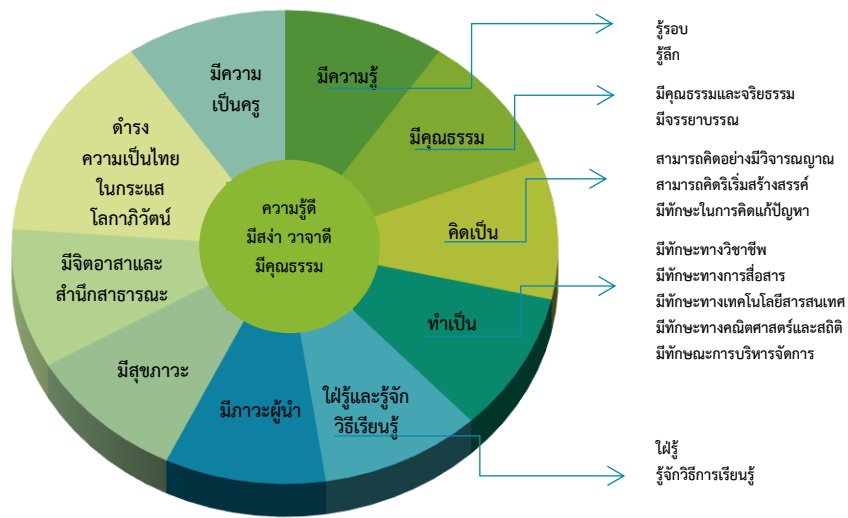 มีความรู้
รู้รอบ
รู้ลึก
มีคุณธรรม
มีคุณธรรมและจริยธรรม
มีจรรยาบรรณ
คิดเป็น
สามารถคิดอย่างมีวิจารณญาณ
สามารถคิดริเริ่มสร้างสรรค์
มีทักษะในการคิดแก้ปัญหา
ทำเป็น
มีทักษะทางวิชาชีพ
มีทักษะทางการสื่อสาร
มีทักษะทางเทคโนโลยีสารสนเทศ
มีทักษะทางคณิตศาสตร์และสถิติ
มีทักษณะการบริหารจัดการ
ใฝ่รู้และรู้จัก
วิธีเรียนรู้
ใฝ่รู้
รู้จักวิธีการเรียนรู้
มีภาวะผู้นำ
มีสุขภาวะ
มีจิตอาสาและ
สำนึกสาธารณะ
ดำรง
ความเป็นไทย
ในกระแส
โลกาภิวัตน์
มีความ
เป็นครู
ความรู้ดี
มีสง่า วาจาดี
มีคุณธรรม